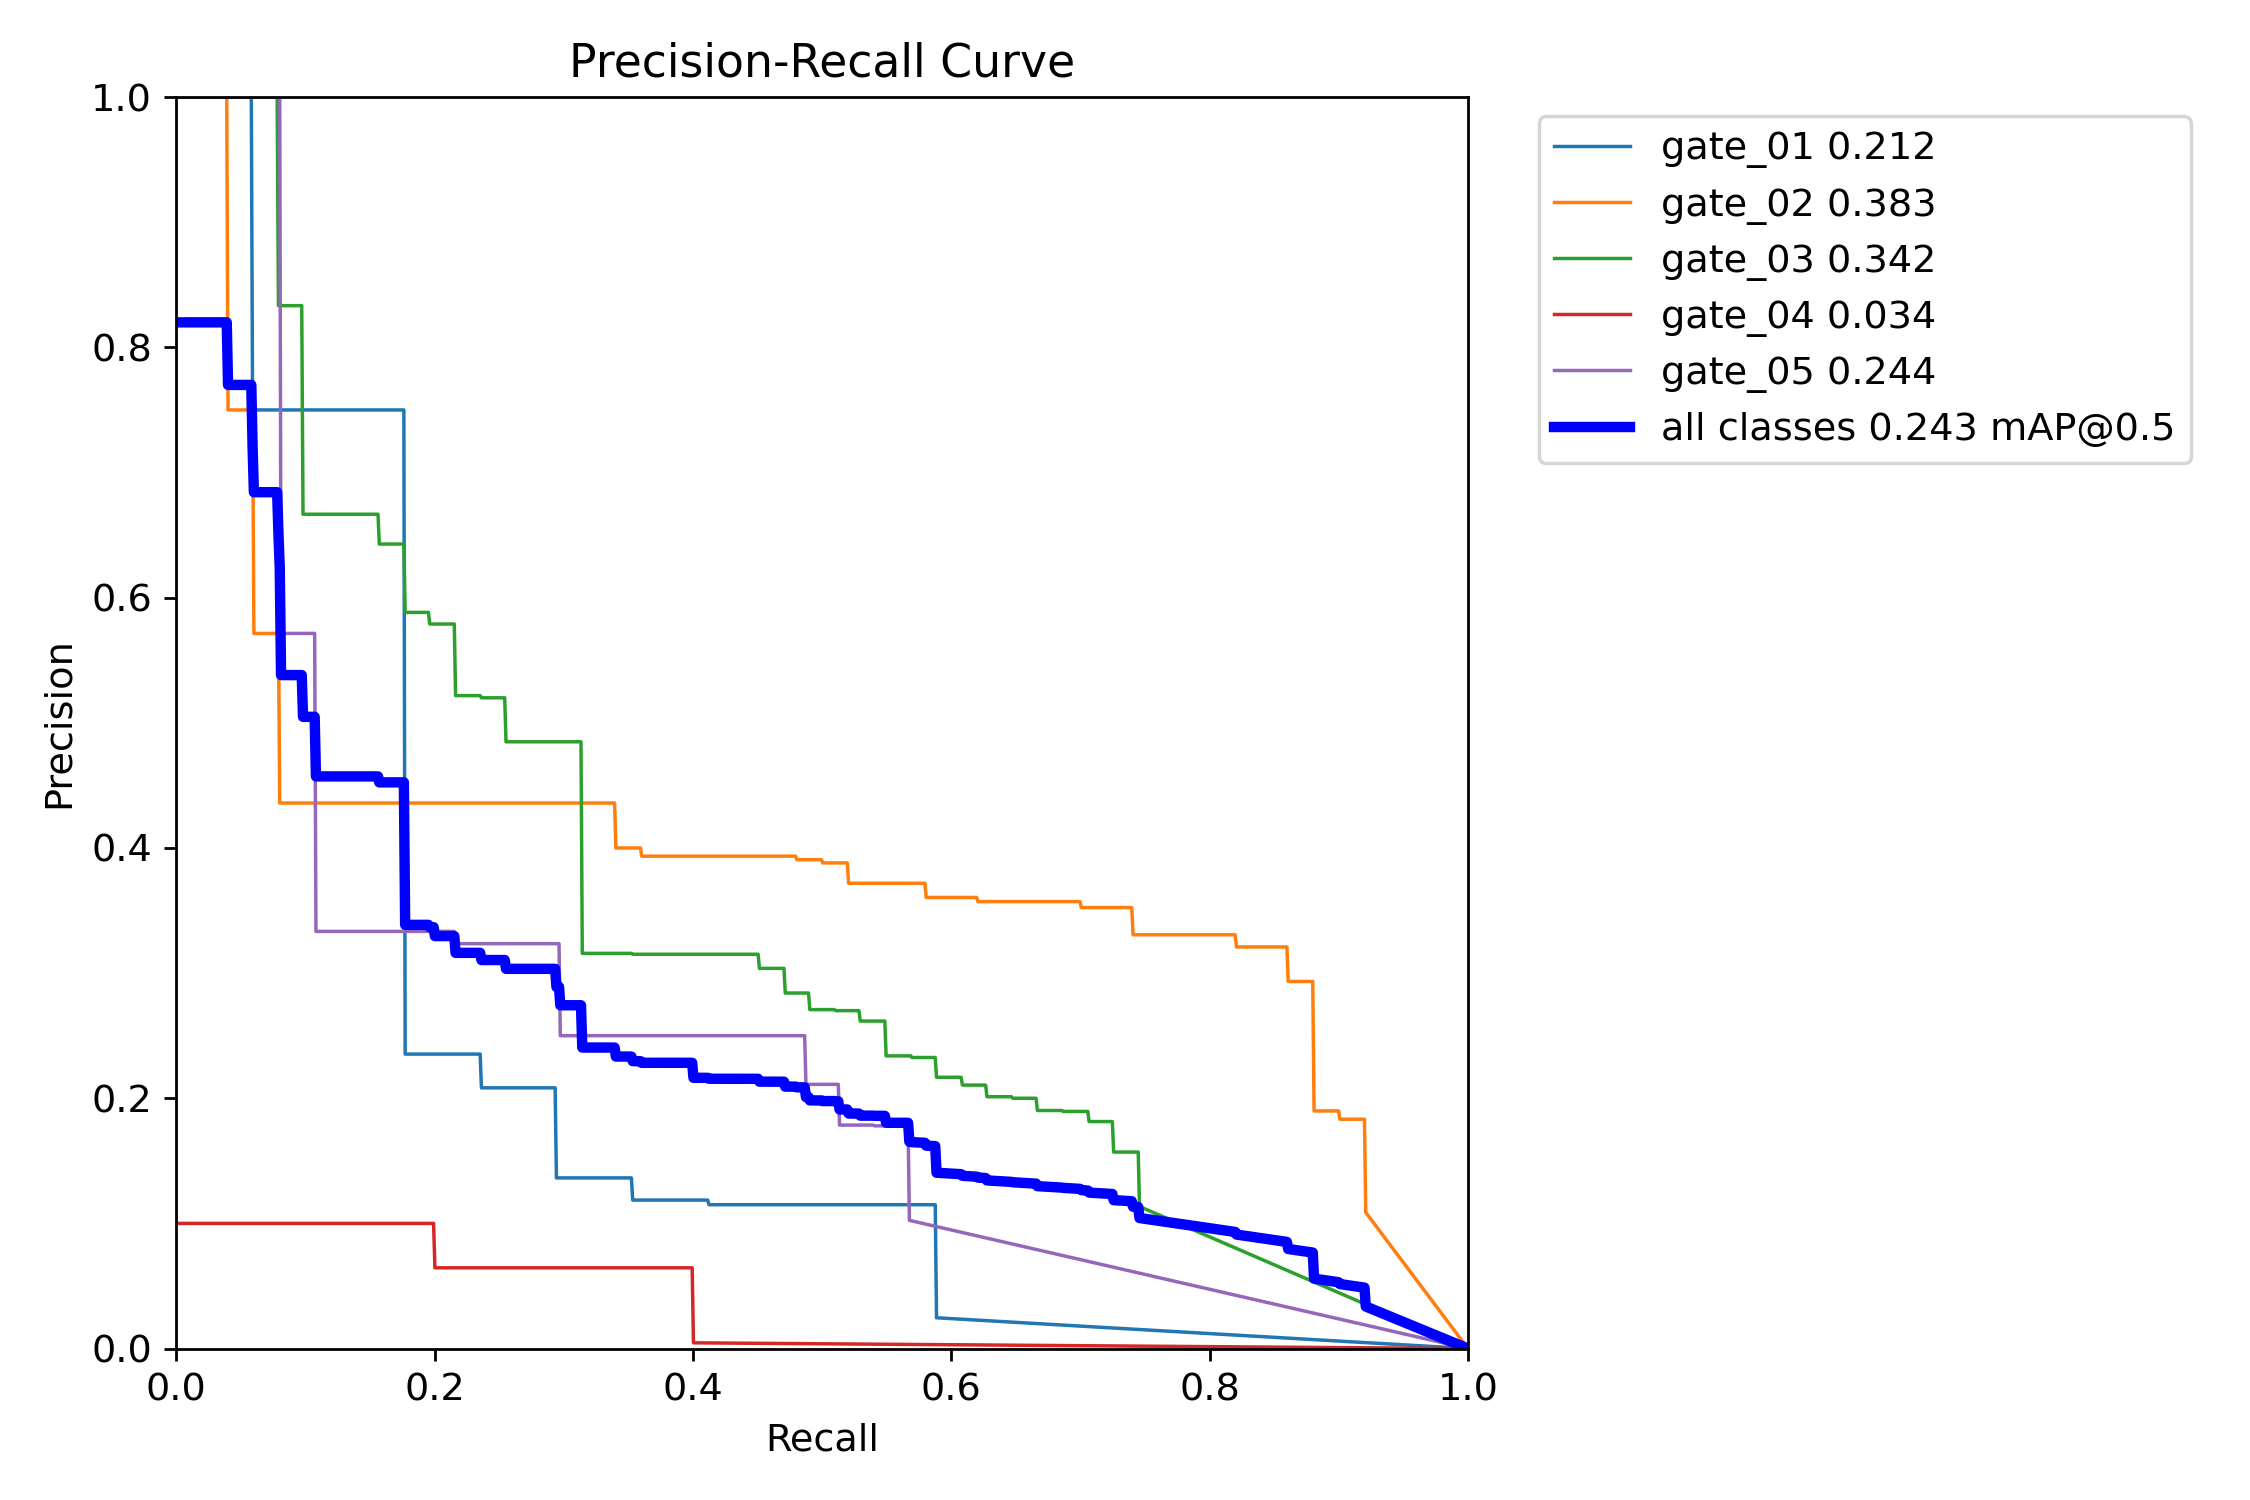 Precision-Recall Curve
1.0
0.8
0.6
0.4
0.2
0.0
Precision
0.0 0.2 0.4 0.6 0.8 1.0
Recall
gate_01 0.212
gate_02 0.383
gate_03 0.342
gate_04 0.034
gate_05 0.244
all classes 0.243 mAP@0.5